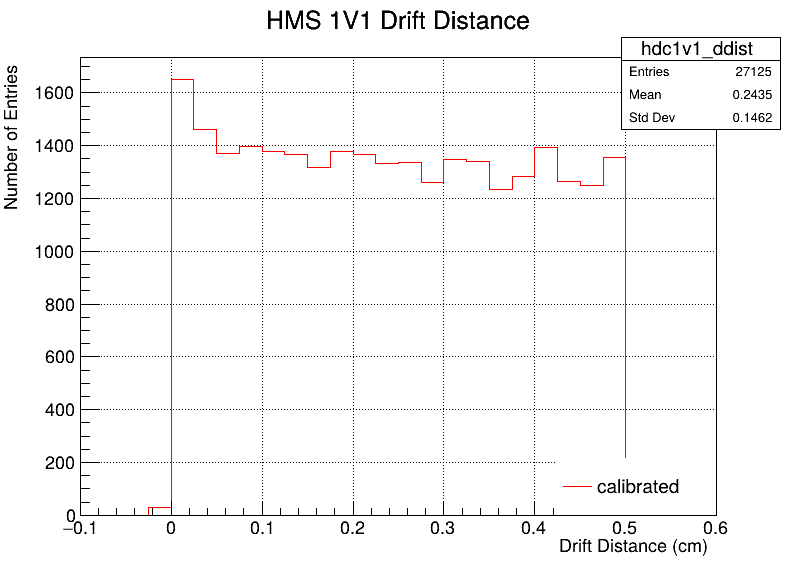 HMS 1V1 Drift Distance
hdc1v1_ddist
Entries 27125
Mean 0.2435
Std Dev 0.1462
Number of Entries
1600
1400
1200
1000
800
600
400
200
0
calibrated
−0.1 0 0.1 0.2 0.3 0.4 0.5 0.6
Drift Distance (cm)